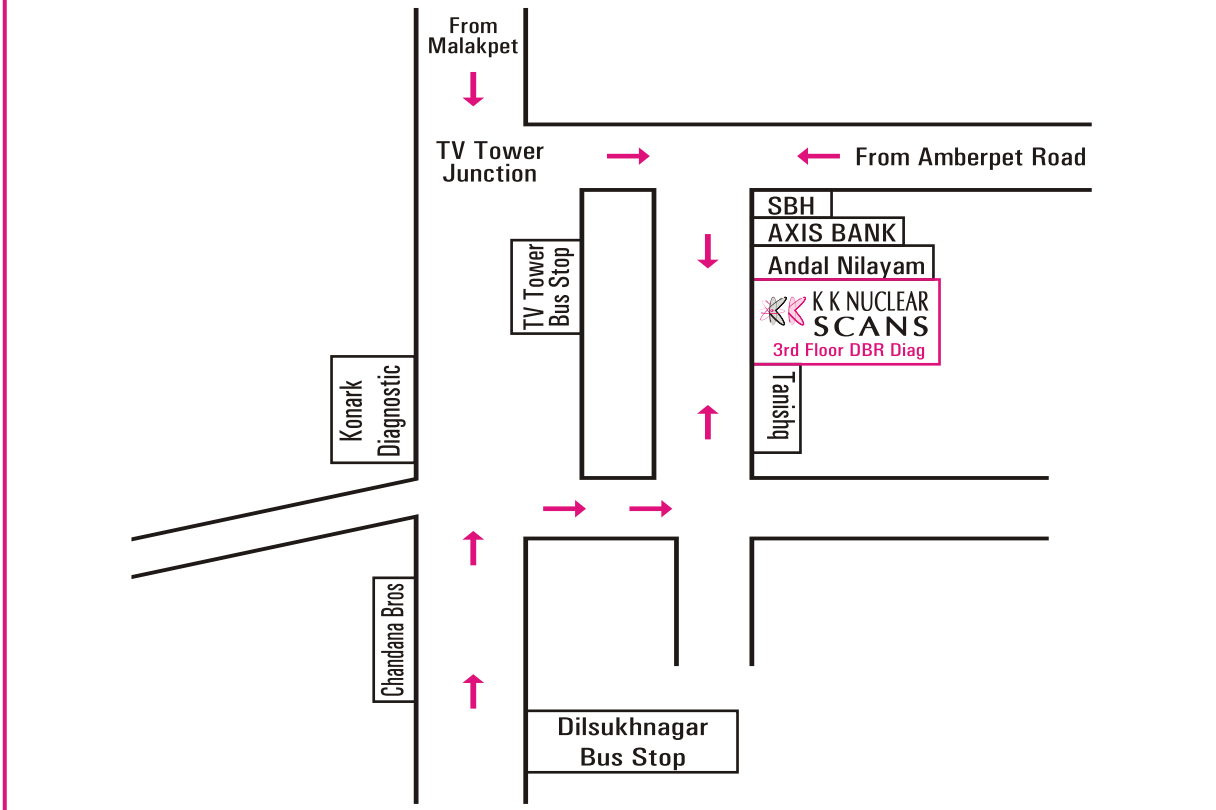 From
Malakpet
TV Tower
Junction
From Amberpet Road
SBH
AXIS BANK
Andal Nilayam
K K NUCLEAR
SCANS
3rd Floor DBR Diag
TV Tower
Bus Stop
Konark
Diagnostic
Tanishq
Chandana Bros
Dilsukhnagar
Bus Stop